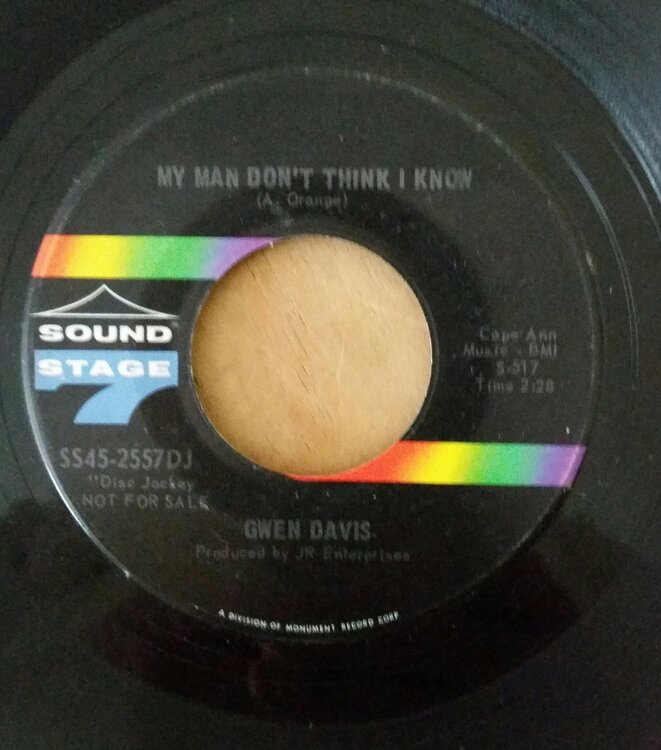 MY MAN DON'T THINK I KNOW
(A. Orange)
SOUND
STAGE
7
Cape Ann
Music - BMI
S-317
Time 2:28
SS45-2557DJ
"Disc Jockey
NOT FOR SALE
GWEN DAVIS
Produced by JR Enterprises
A DIVISION OF MONUMENT RECORD CORP